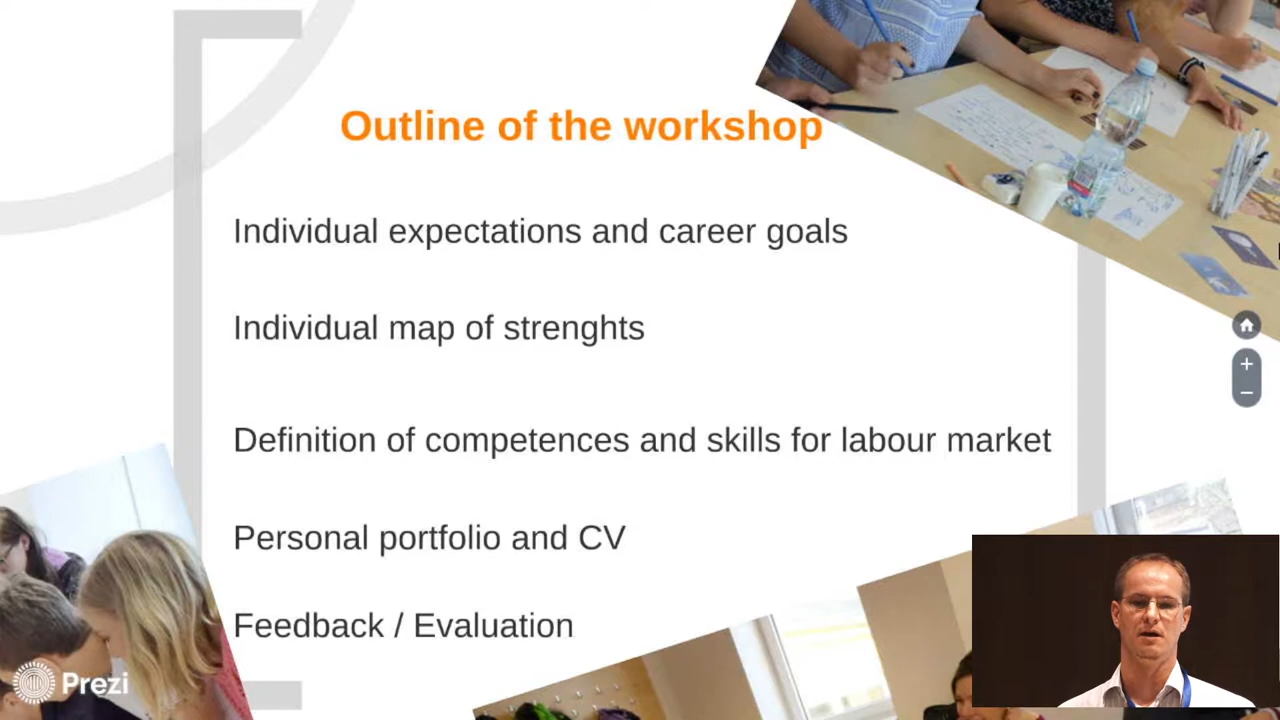 Outline of the workshop
Individual expectations and career goals
Individual map of strenghts
Definition of competences and skills for labour market
Personal portfolio and CV
Feedback / Evaluation
Prezi